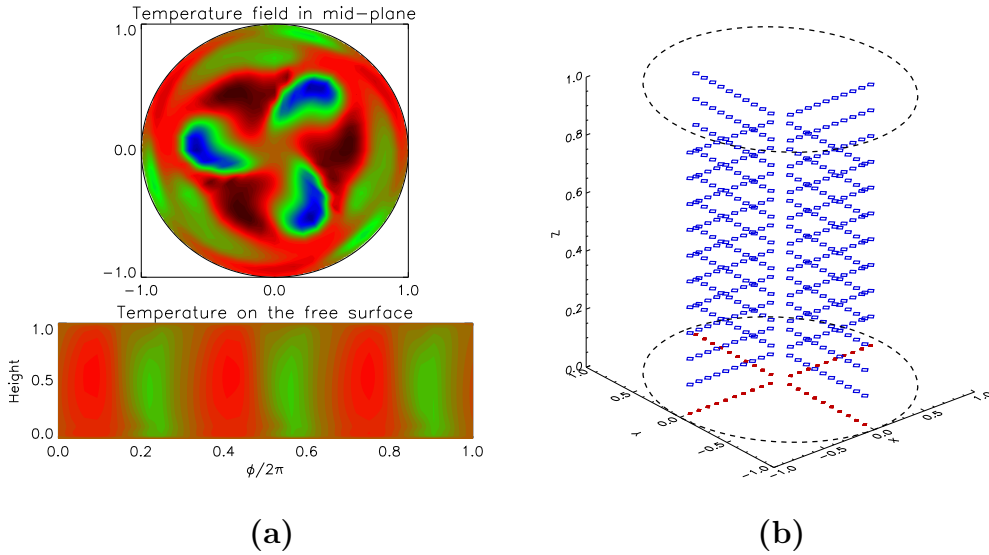 Temperature field in mid-plane
1.0
0.0
-1.0
-1.0 0.0 1.0
Temperature on the free surface
1.0
0.5
0.0
Height
0.0 0.2 0.4 0.6 0.8 1.0
ϕ/2π
(a)
1.0
0.8
0.6
0.4
0.2
0.0
Z
1.0
0.5
0.0
-0.5
-1.0
Y
-1.0
-0.5
0.0
0.5
1.0
X
(b)